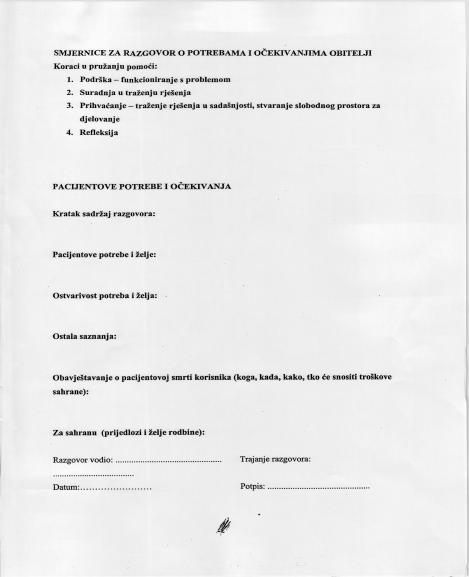 SMJERNICE ZA RAZGOVOR O POTREBAMA I OČEKIVANJIMA OBITELJI
Koraci u pružanju pomoći:
1. Podrška – funkcioniranje s problemom
2. Suradnja u traženju rješenja
3. Prihvaćanje – traženje rješenja u sadašnjosti, stvaranje slobodnog prostora za
djelovanje
4. Refleksija
PACIJENTOVE POTREBE I OČEKIVANJA
Kratak sadržaj razgovora:
Pacijentove potrebe i želje:
Ostvarivost potreba i želja:
Ostala saznanja:
Obavještavanje o pacijentovoj smrti korisnika (koga, kada, kako, tko će snositi troškove
sahrane):
Za sahranu (prijedlozi i želje rodbine):
Razgovor vodio: ............................................ Trajanje razgovora:
.................................
Datum:........................... Potpis: ..........................................